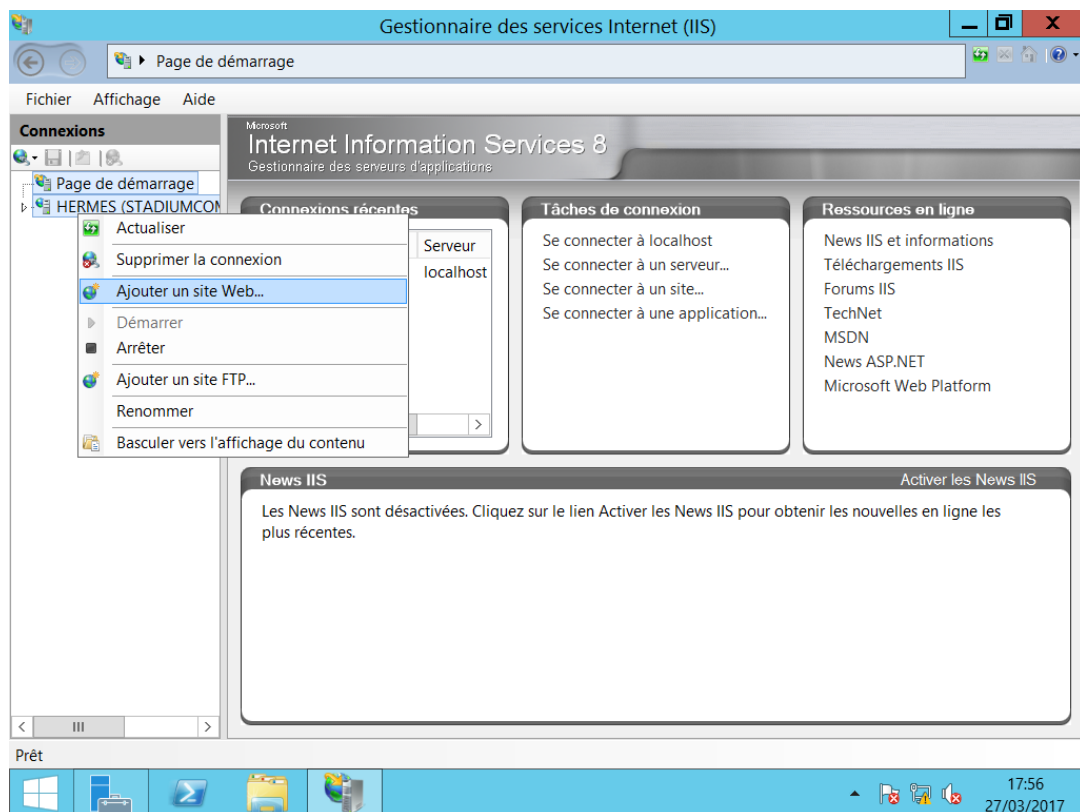 Gestionnaire des services Internet (IIS)
Page de démarrage
Fichier Affichage Aide
Connexions
Page de démarrage
HERMES (STADIUMCOM
Actualiser
Supprimer la connexion
Ajouter un site Web...
Démarrer
Arrêter
Ajouter un site FTP...
Renommer
Basculer vers l'affichage du contenu
Microsoft
Internet Information Services 8
Gestionnaire des serveurs d'applications
Connexions récentes
Serveur
localhost
Tâches de connexion
Se connecter à localhost
Se connecter à un serveur...
Se connecter à un site...
Se connecter à une application...
Ressources en ligne
News IIS et informations
Téléchargements IIS
Forums IIS
TechNet
MSDN
News ASP.NET
Microsoft Web Platform
News IIS
Activer les News IIS
Les News IIS sont désactivées. Cliquez sur le lien Activer les News IIS pour obtenir les nouvelles en ligne les
plus récentes.
Prêt
17:56
27/03/2017